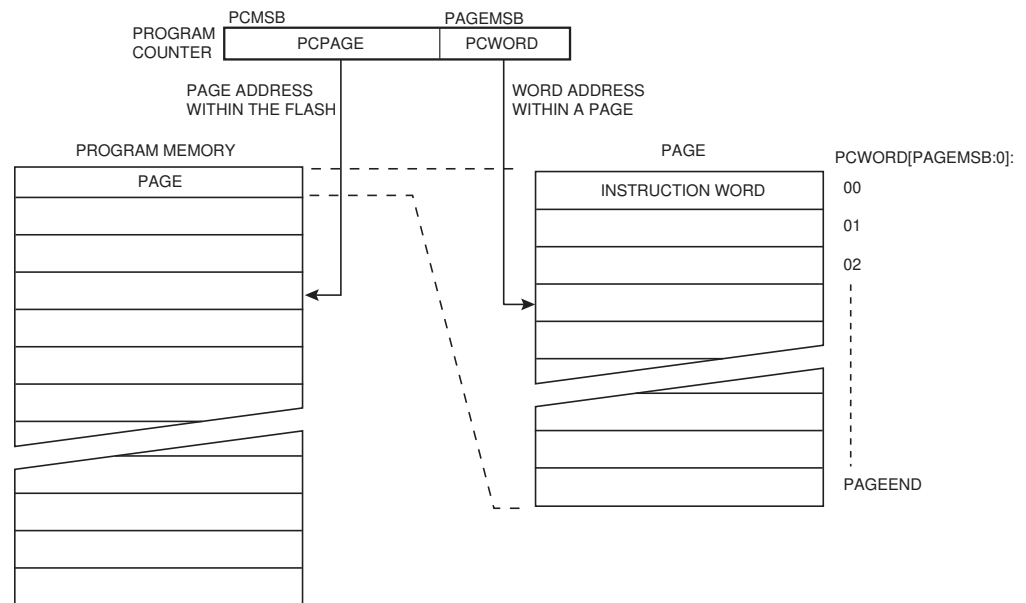 PCMSB PAGEMSB
PROGRAM
COUNTER
PCPAGE PCWORD
PAGE ADDRESS
WITHIN THE FLASH
WORD ADDRESS
WITHIN A PAGE
PROGRAM MEMORY
PAGE
PAGE
INSTRUCTION WORD
PCWORD[PAGEMSB:0]:
00
01
02
PAGEEND